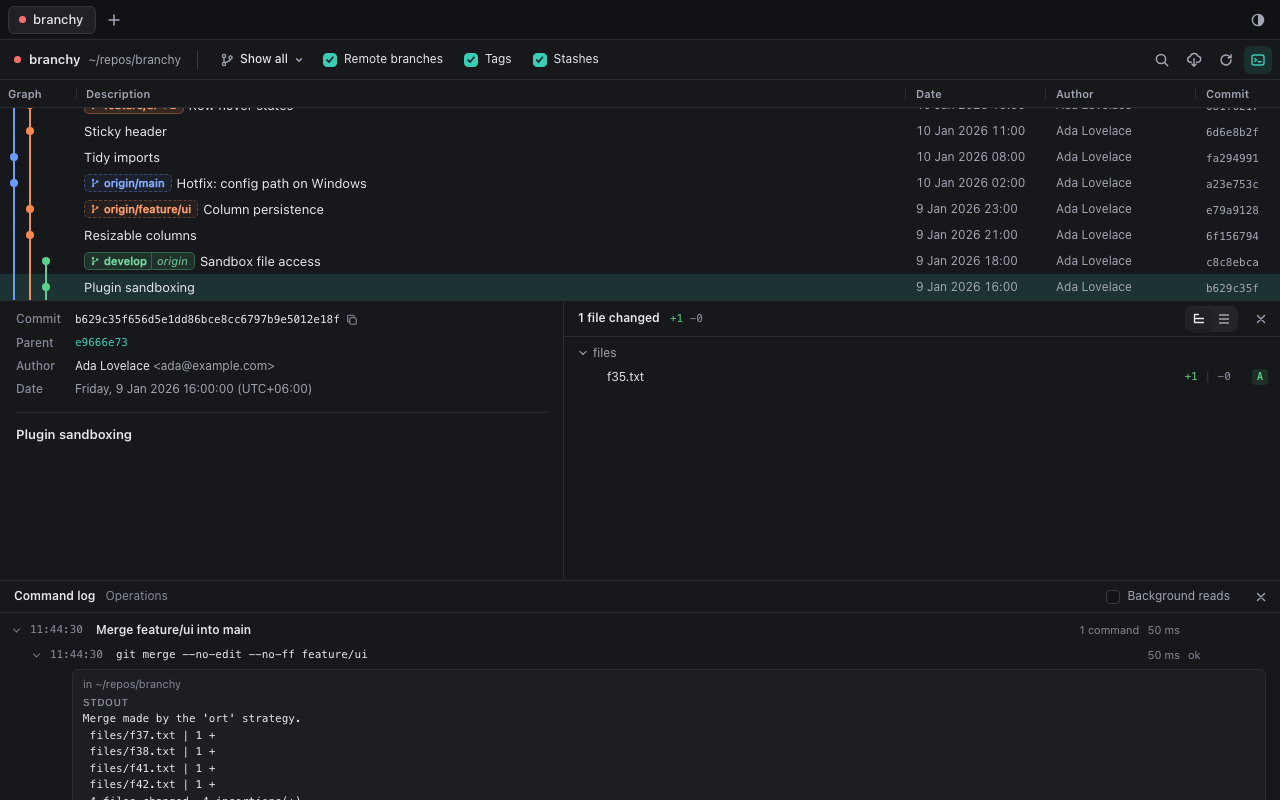 branchy
branchy ~/repos/branchy Show all Remote branches Tags Stashes
Graph Description Date Author Commit
Sticky header 10 Jan 2026 11:00 Ada Lovelace 6d6e8b2f
Tidy imports 10 Jan 2026 08:00 Ada Lovelace fa294991
origin/main Hotfix: config path on Windows 10 Jan 2026 02:00 Ada Lovelace a23e753c
origin/feature/ui Column persistence 9 Jan 2026 23:00 Ada Lovelace e79a9128
Resizable columns 9 Jan 2026 21:00 Ada Lovelace 6f156794
develop origin Sandbox file access 9 Jan 2026 18:00 Ada Lovelace c8c8ebca
Plugin sandboxing 9 Jan 2026 16:00 Ada Lovelace b629c35f
Commit b629c35f656d5e1dd86bce8cc6797b9e5012e18f
Parent e9666e73
Author Ada Lovelace <ada@example.com>
Date Friday, 9 Jan 2026 16:00:00 (UTC+06:00)
Plugin sandboxing
1 file changed +1 −0
files
f35.txt +1 | −0 A
Command log Operations Background reads
11:44:30 Merge feature/ui into main 1 command 50 ms
11:44:30 git merge --no-edit --no-ff feature/ui 50 ms ok
in ~/repos/branchy
STDOUT
Merge made by the 'ort' strategy.
files/f37.txt | 1 +
files/f38.txt | 1 +
files/f41.txt | 1 +
files/f42.txt | 1 +
4 files changed, 4 insertions(+)